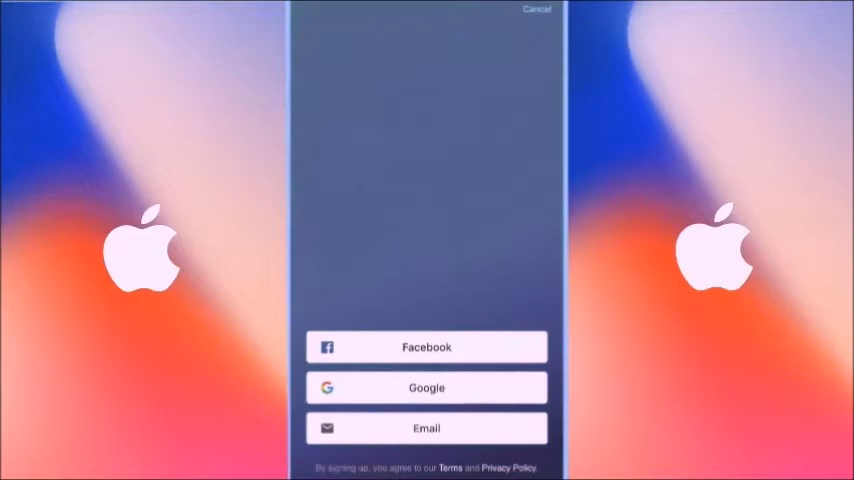 Cancel
Facebook
Google
Email
By signing up, you agree to our Terms and Privacy Policy.